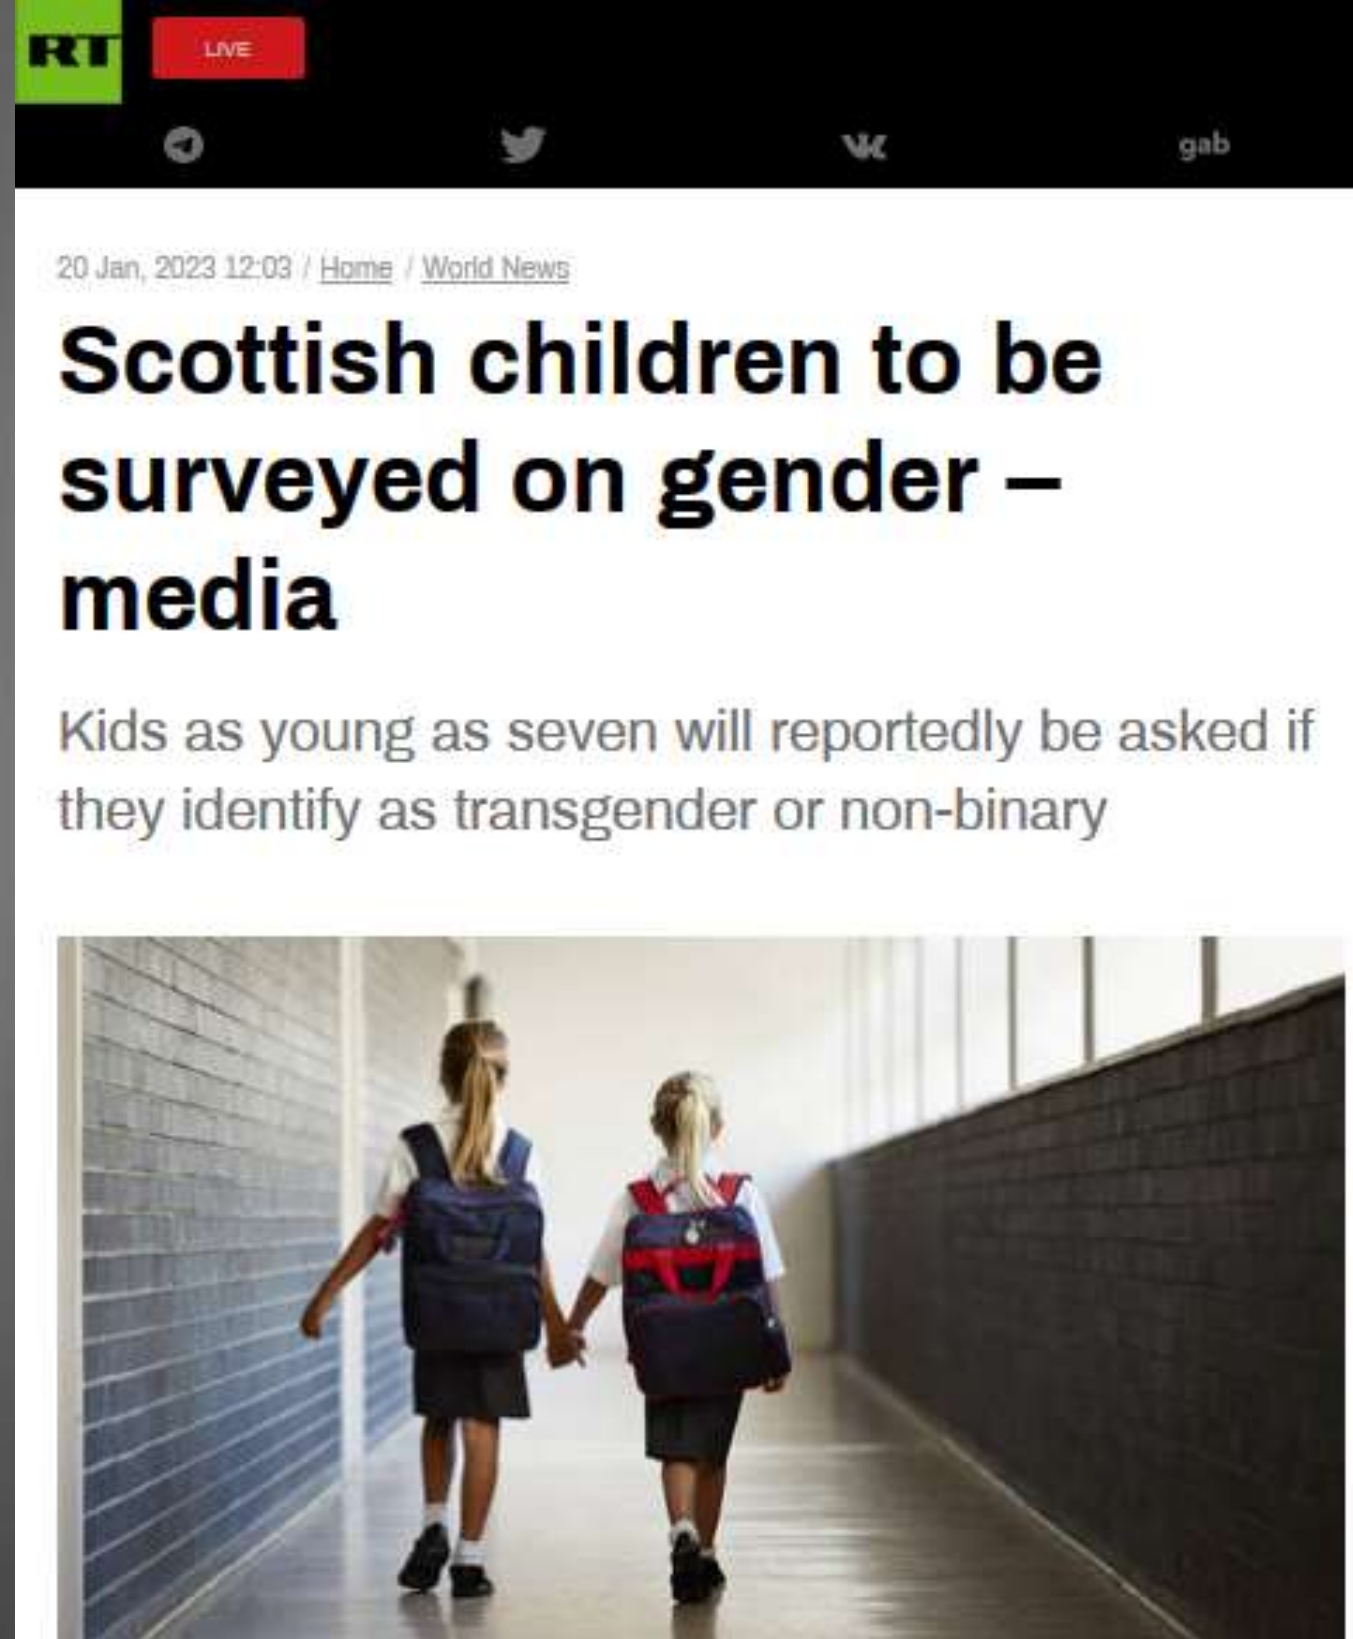 RT
LIVE
gab
20 Jan, 2023 12:03 / Home / World News
Scottish children to be
surveyed on gender –
media
Kids as young as seven will reportedly be asked if
they identify as transgender or non-binary